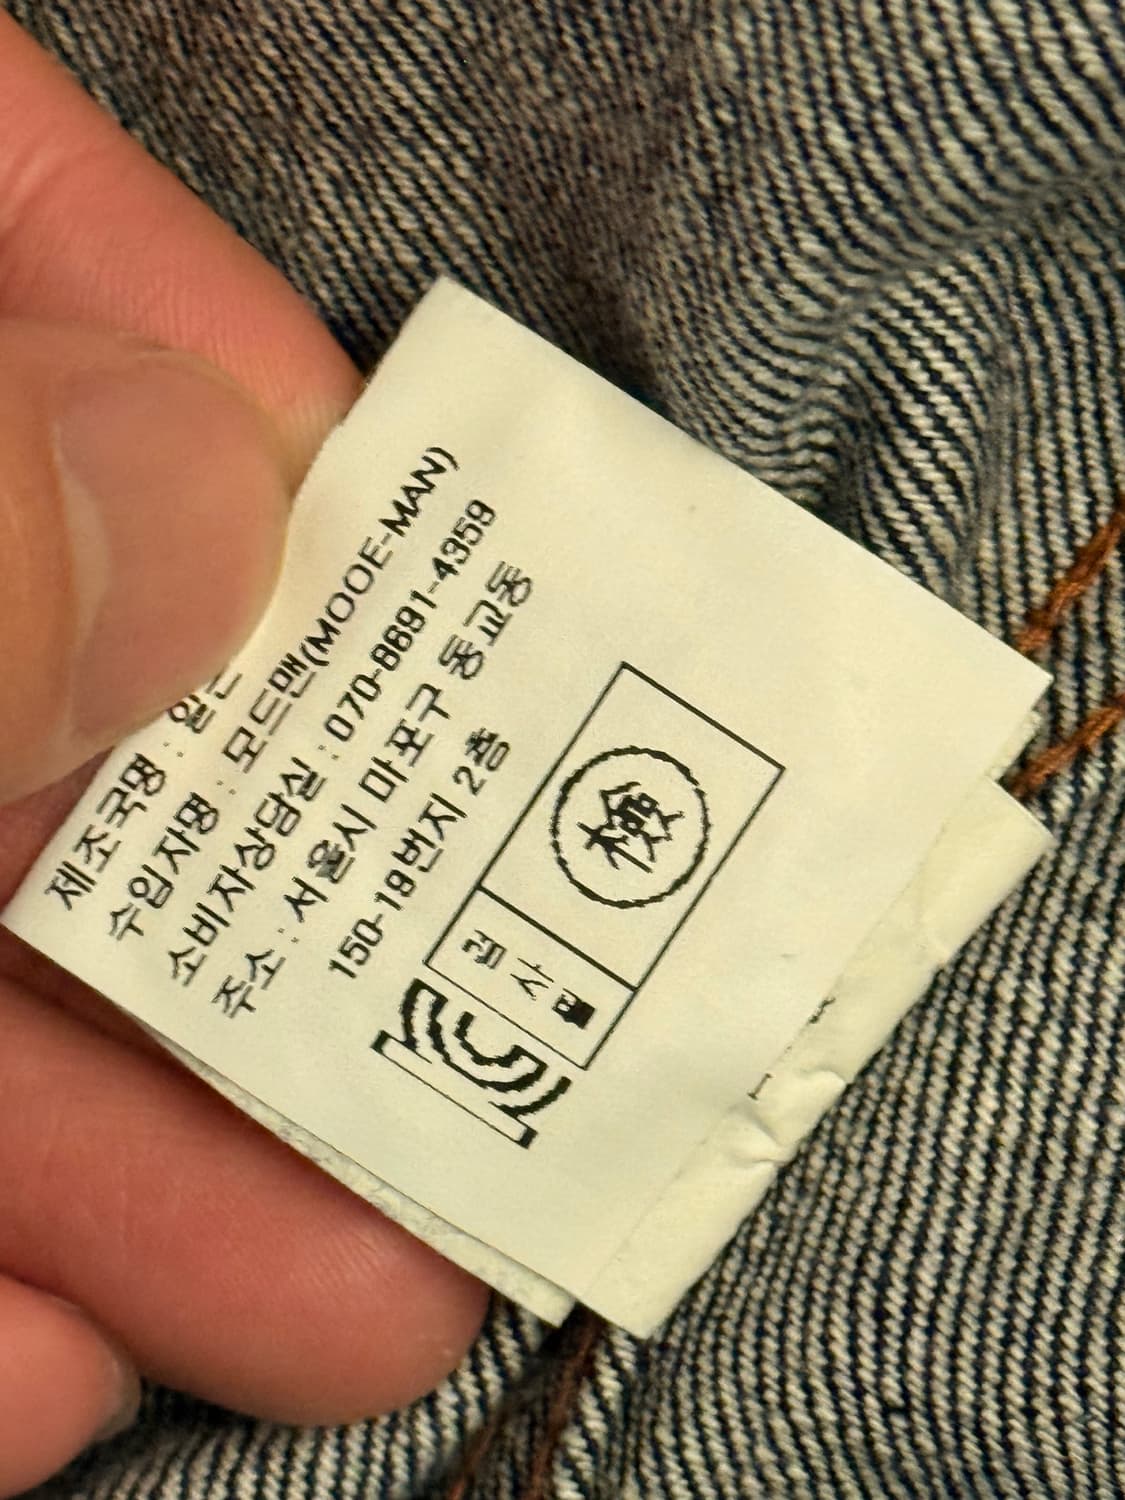 제조국명 : 일본
수입자명 : 모드맨(MOOE-MAN)
소비자상담실 : 070-8691-4359
주소 : 서울시 마포구 동교동
150-19번지 2층
檢
검사필
KC